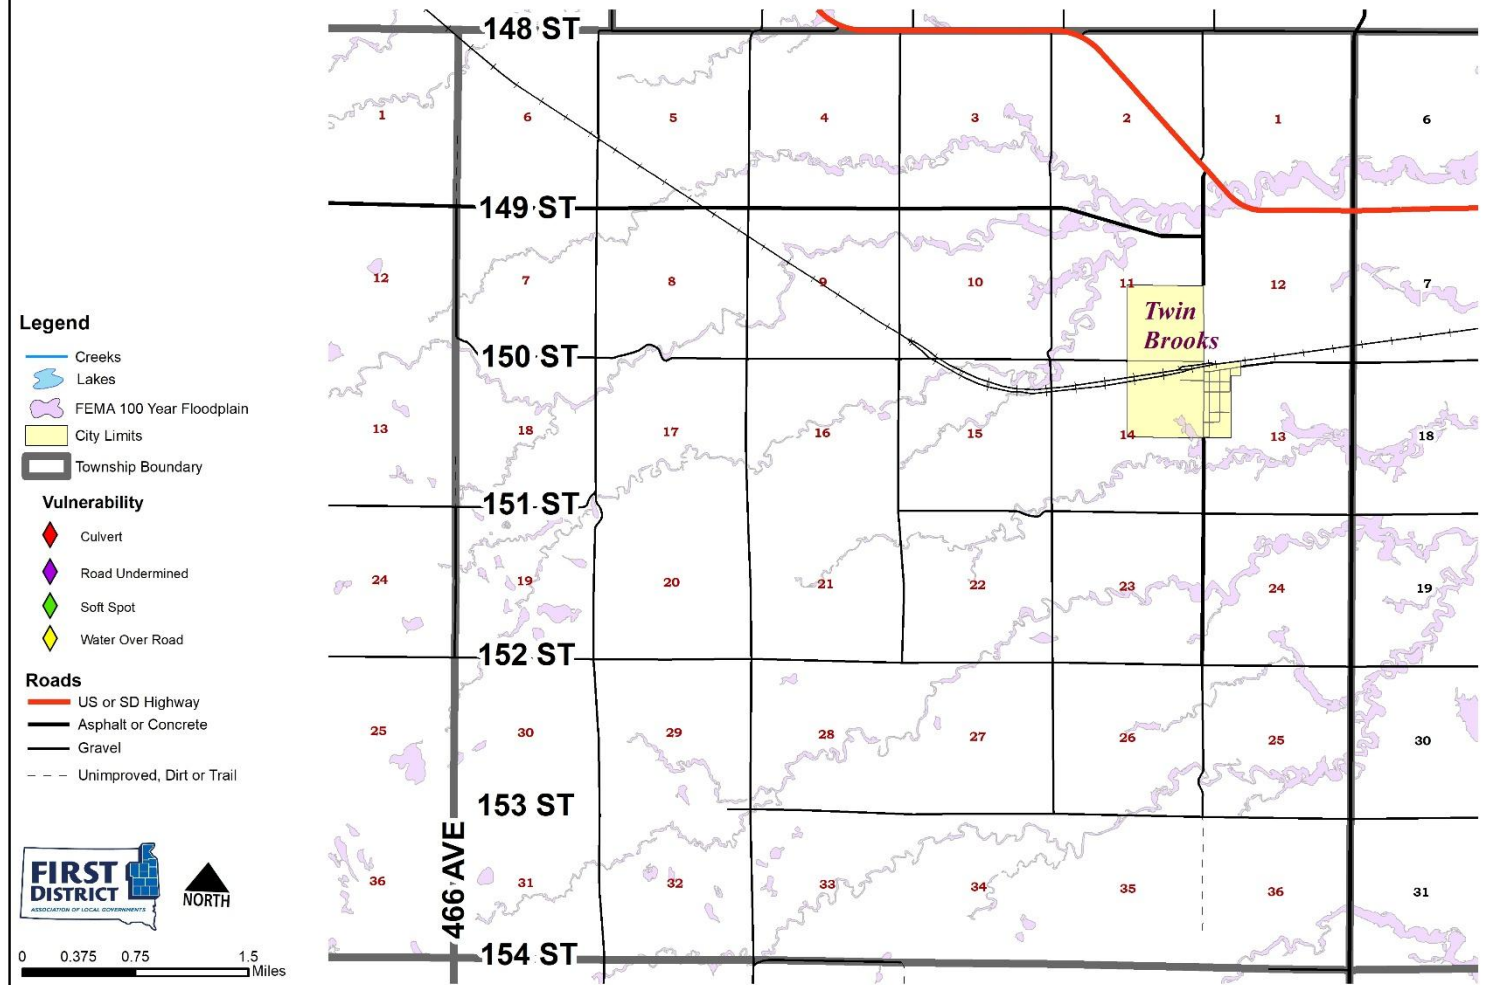 148 ST
1
6
5
4
3
2
1
6
149 ST
12
7
8
9
10
11
12
7
Twin
Brooks
150 ST
13
18
17
16
15
14
13
18
151 ST
24
19
20
21
22
23
24
19
152 ST
25
30
29
28
27
26
25
30
153 ST
466 AVE
36
31
32
33
34
35
36
31
154 ST
Legend
Creeks
Lakes
FEMA 100 Year Floodplain
City Limits
Township Boundary
Vulnerability
Culvert
Road Undermined
Soft Spot
Water Over Road
Roads
US or SD Highway
Asphalt or Concrete
Gravel
Unimproved, Dirt or Trail
FIRST
DISTRICT
ASSOCIATION OF LOCAL GOVERNMENTS
NORTH
0 0.375 0.75 1.5
Miles